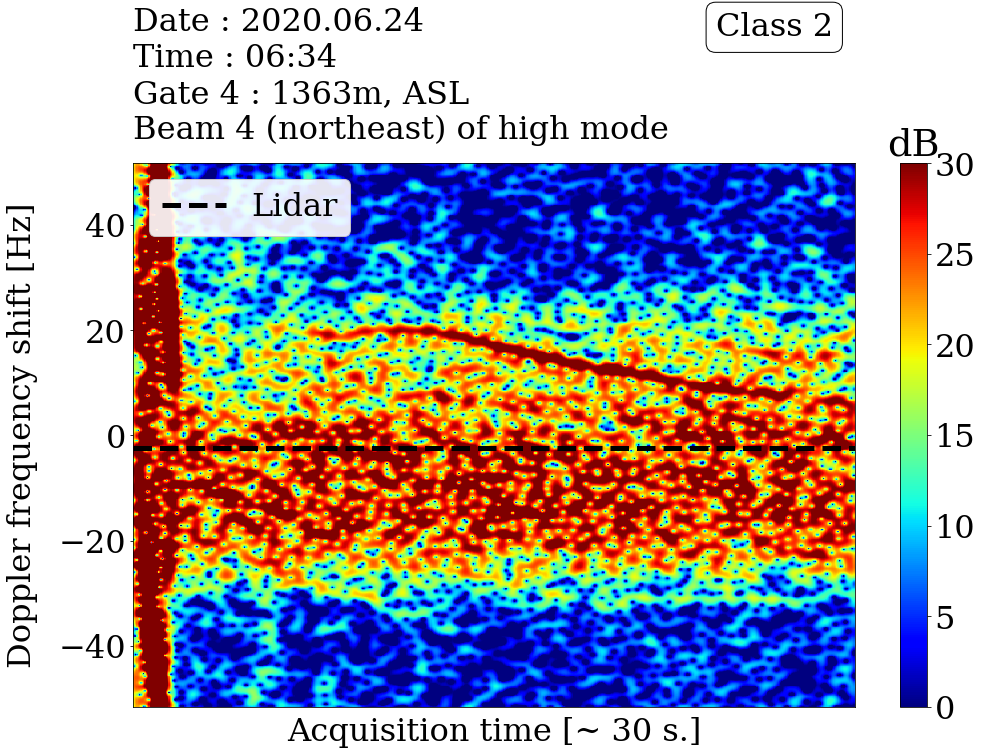 Date : 2020.06.24
Time : 06:34
Gate 4 : 1363m, ASL
Beam 4 (northeast) of high mode
Class 2
dB
Lidar
Doppler frequency shift [Hz]
40
20
0
−20
−40
30
25
20
15
10
5
0
Acquisition time [~ 30 s.]